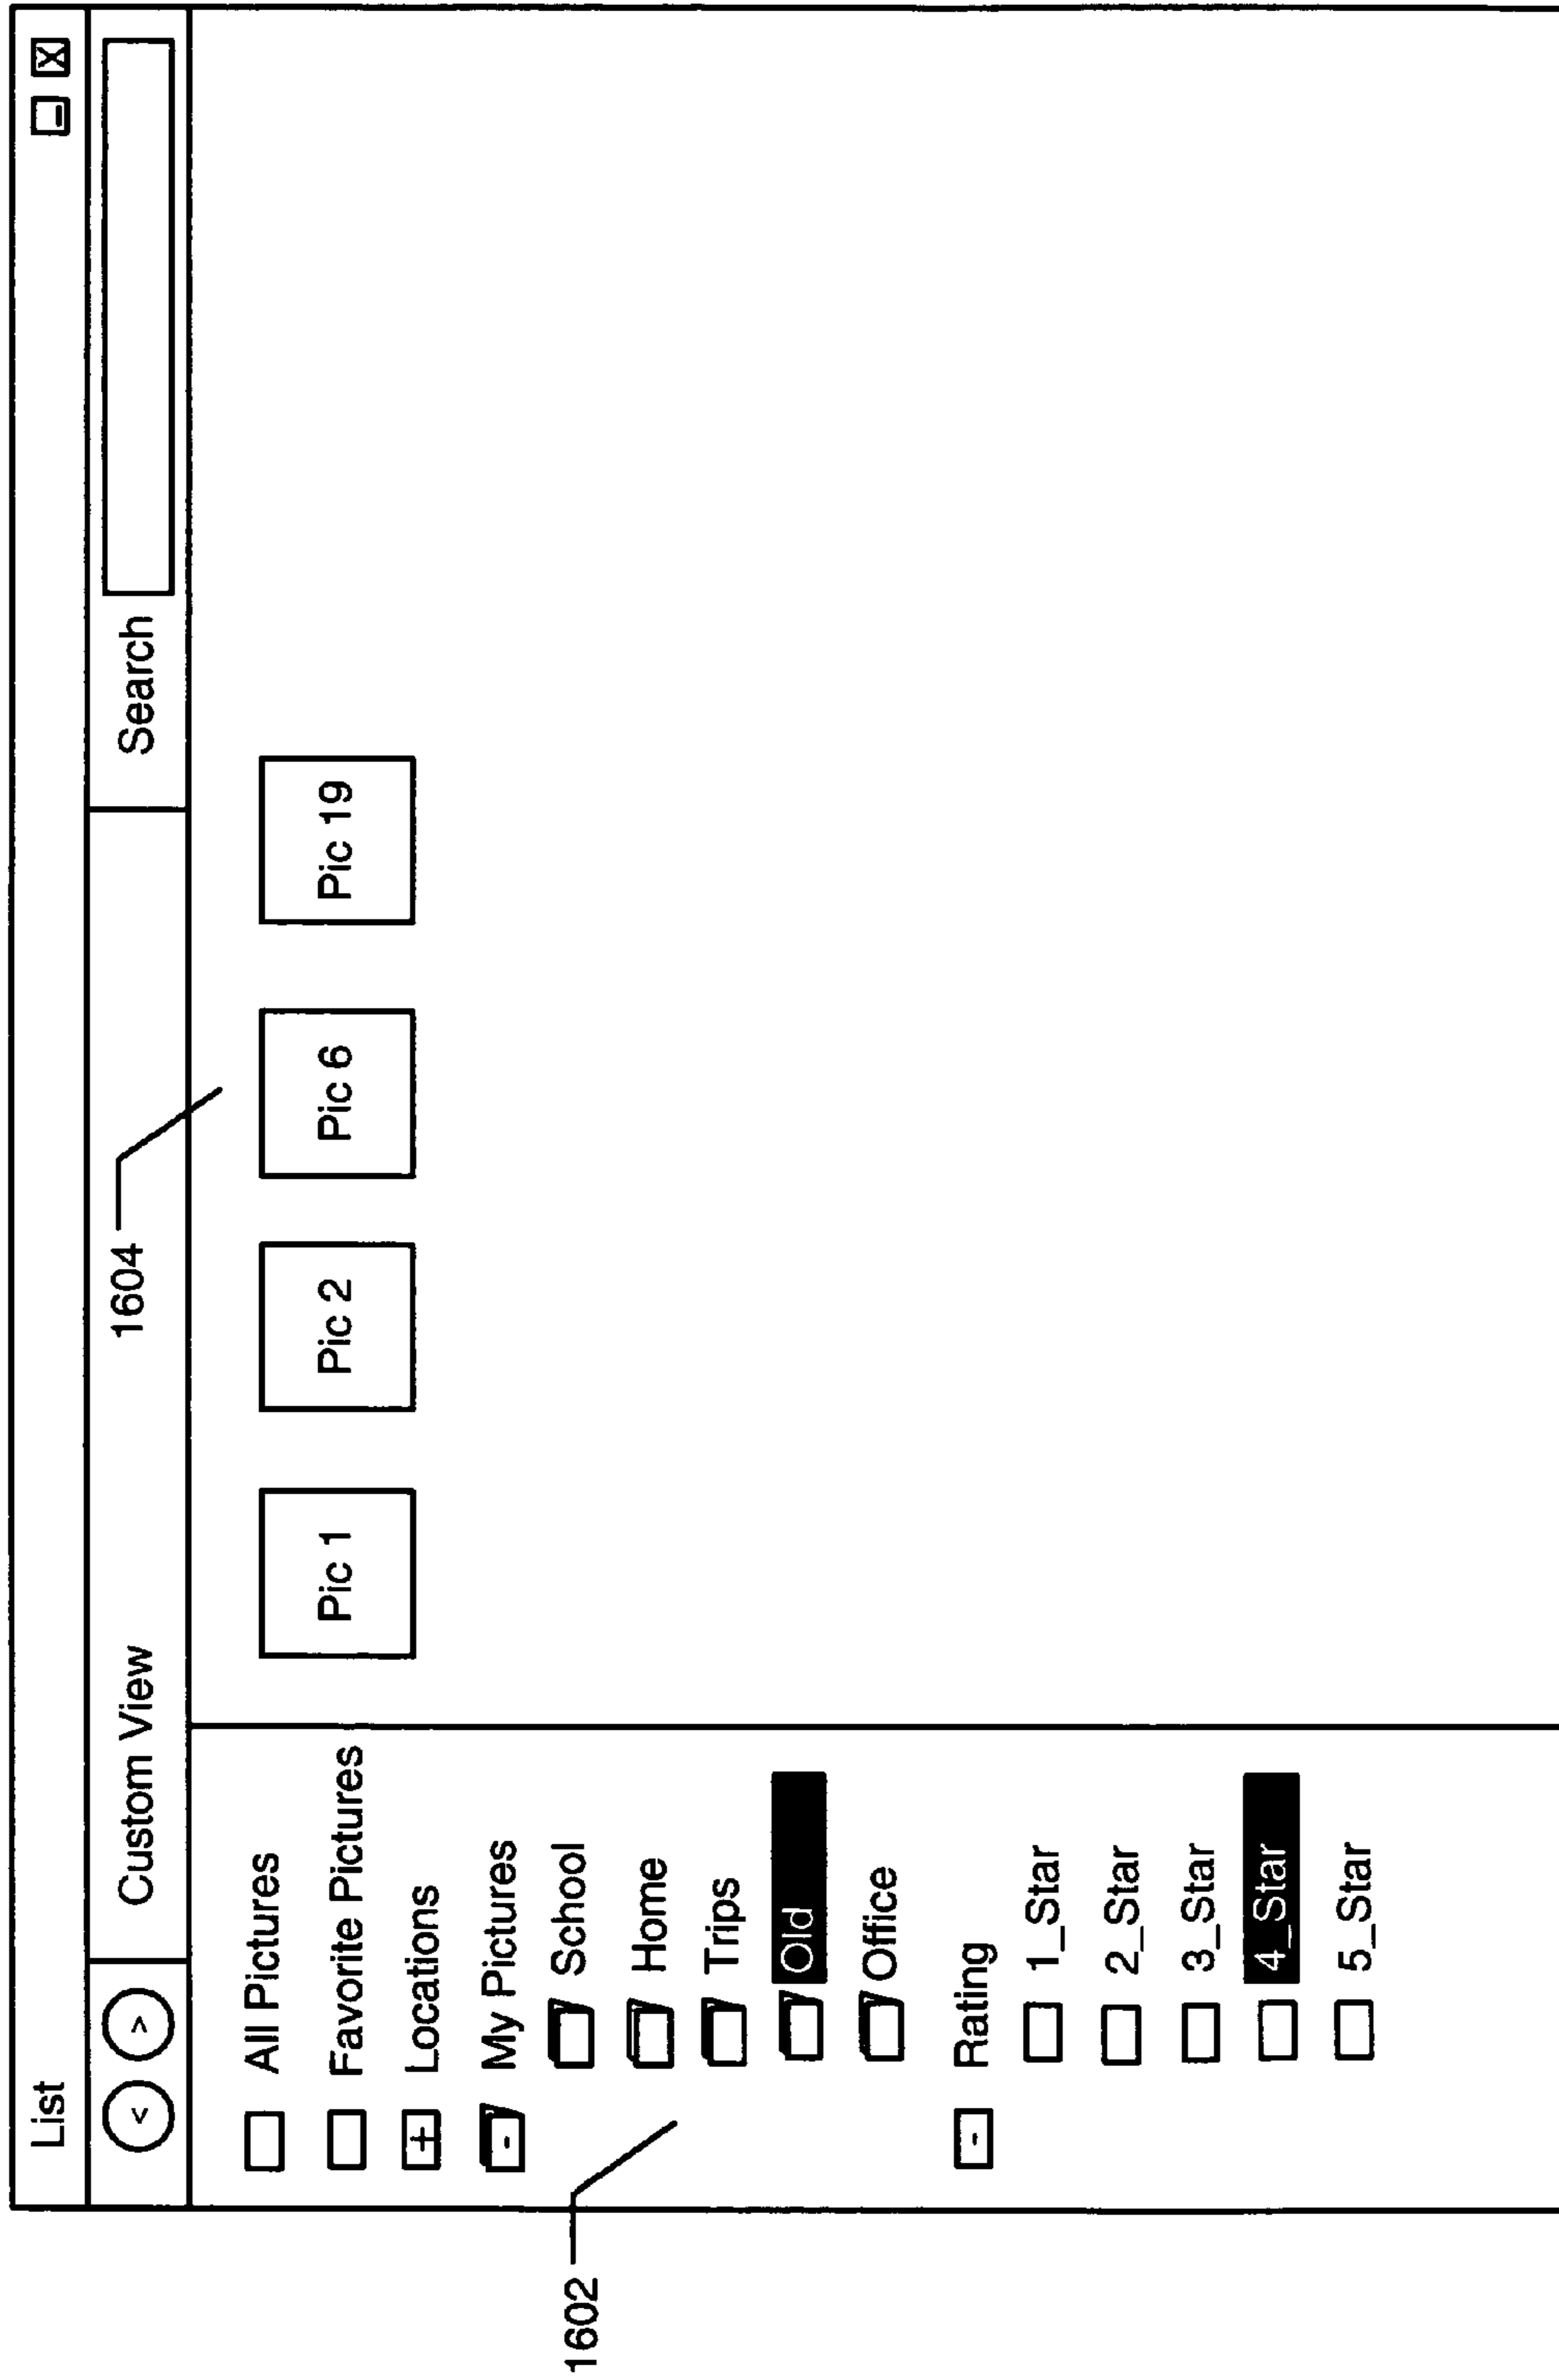 List
X
< > Custom View 1604 Search
Pic 1 Pic 2 Pic 6 Pic 19
All Pictures
Favorite Pictures
+ Locations
- My Pictures
School
1602
Home
Trips
Old
Office
- Rating
1_Star
2_Star
3_Star
4_Star
5_Star